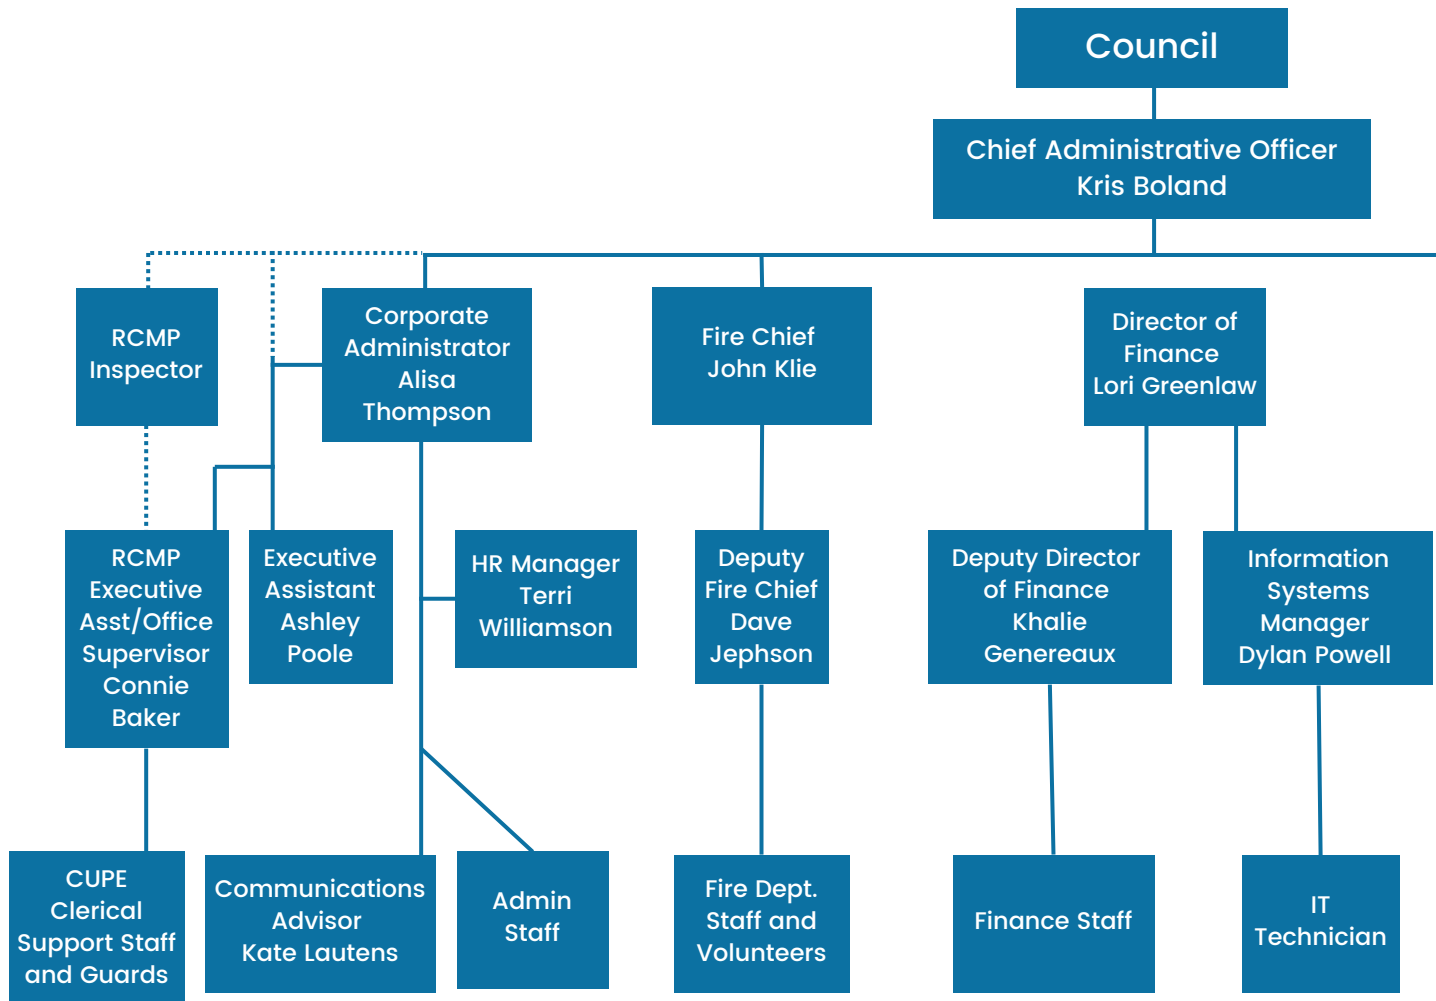 Council
Chief Administrative Officer
Kris Boland
RCMP
Inspector
Corporate
Administrator
Alisa
Thompson
Fire Chief
John Klie
Director of
Finance
Lori Greenlaw
RCMP
Executive
Asst/Office
Supervisor
Connie
Baker
Executive
Assistant
Ashley
Poole
HR Manager
Terri
Williamson
Deputy
Fire Chief
Dave
Jephson
Deputy Director
of Finance
Khalie
Genereaux
Information
Systems
Manager
Dylan Powell
CUPE
Clerical
Support Staff
and Guards
Communications
Advisor
Kate Lautens
Admin
Staff
Fire Dept.
Staff and
Volunteers
Finance Staff
IT
Technician